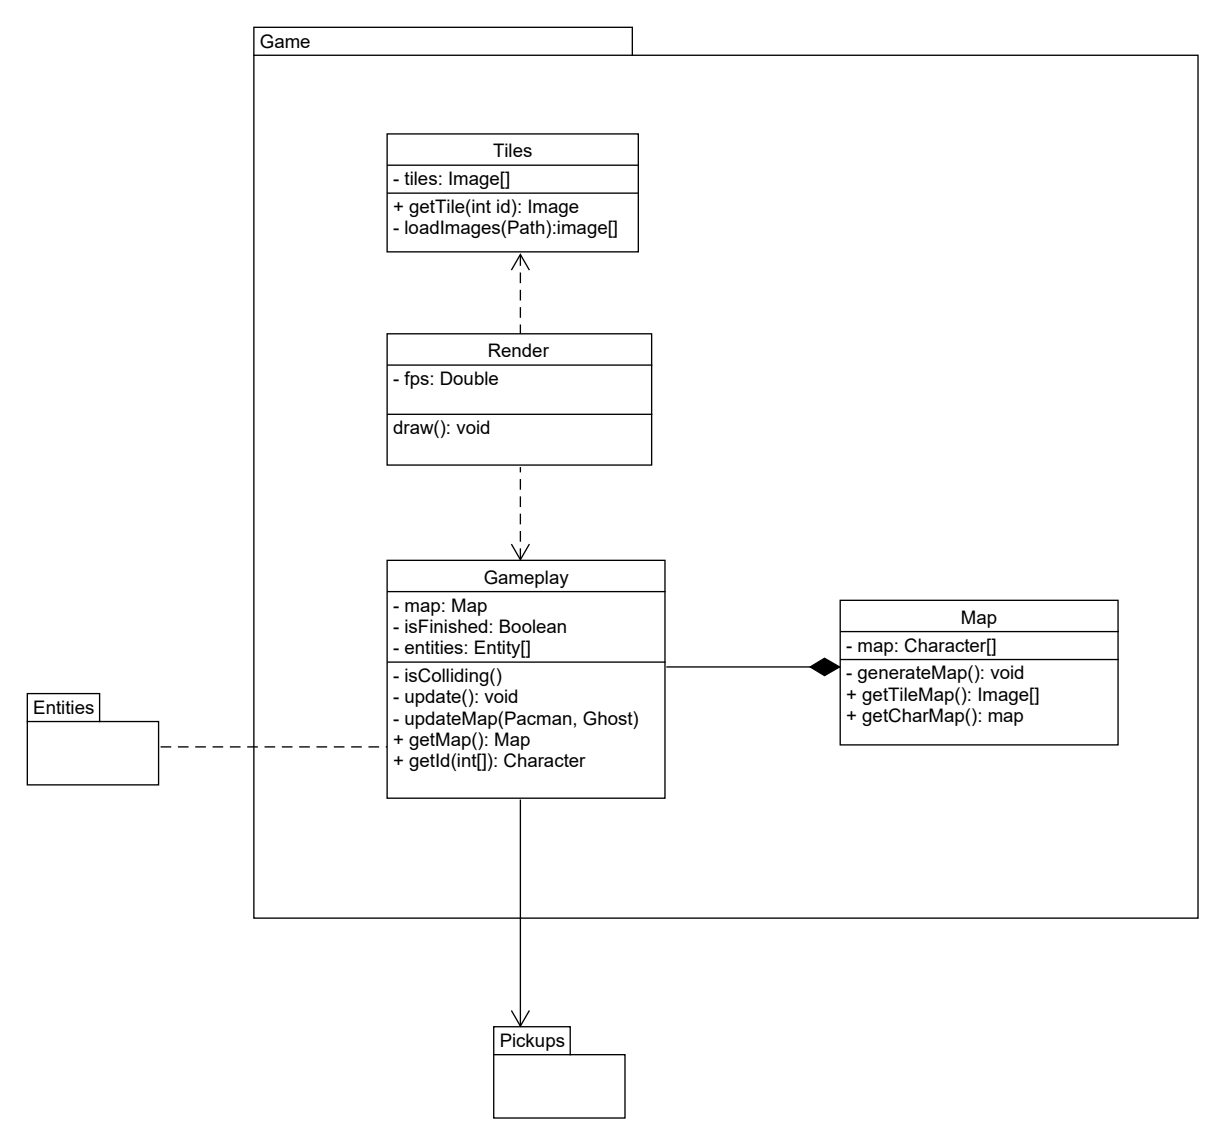 Game
Tiles
- tiles: Image[]
+ getTile(int id): Image
- loadImages(Path):image[]
Render
- fps: Double
draw(): void
Gameplay
- map: Map
- isFinished: Boolean
- entities: Entity[]
- isColliding()
- update(): void
- updateMap(Pacman, Ghost)
+ getMap(): Map
+ getId(int[]): Character
Map
- map: Character[]
- generateMap(): void
+ getTileMap(): Image[]
+ getCharMap(): map
Entities
Pickups